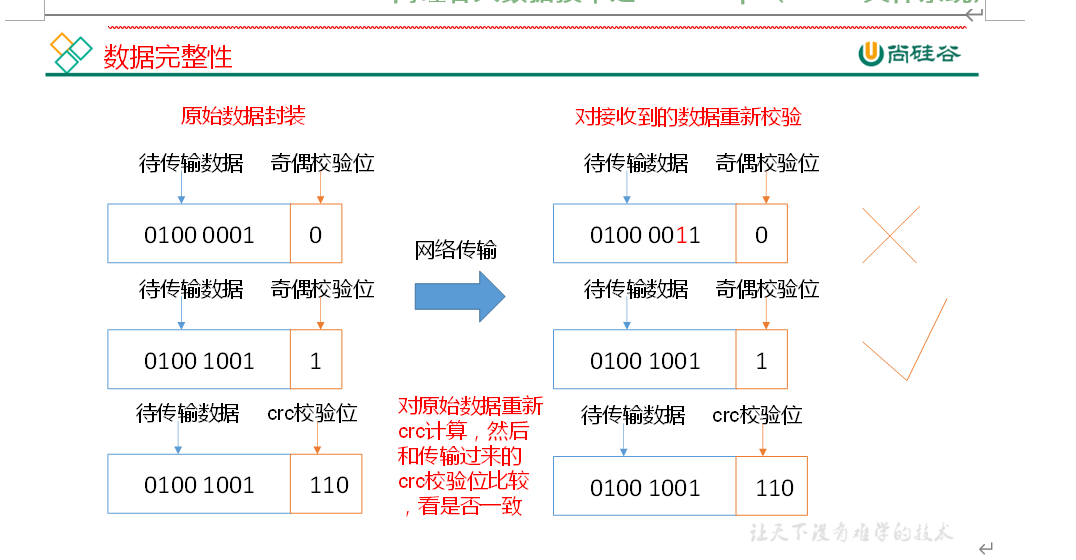 数据完整性
尚硅谷
原始数据封装
对接收到的数据重新校验
待传输数据 奇偶校验位
待传输数据 奇偶校验位
0100 0001 0
0100 0011 0
网络传输
待传输数据 奇偶校验位
待传输数据 奇偶校验位
0100 1001 1
0100 1001 1
待传输数据 crc校验位
对原始数据重新
crc计算，然后
和传输过来的
crc校验位比较
，看是否一致
待传输数据 crc校验位
0100 1001 110
0100 1001 110
让天下没有难学的技术